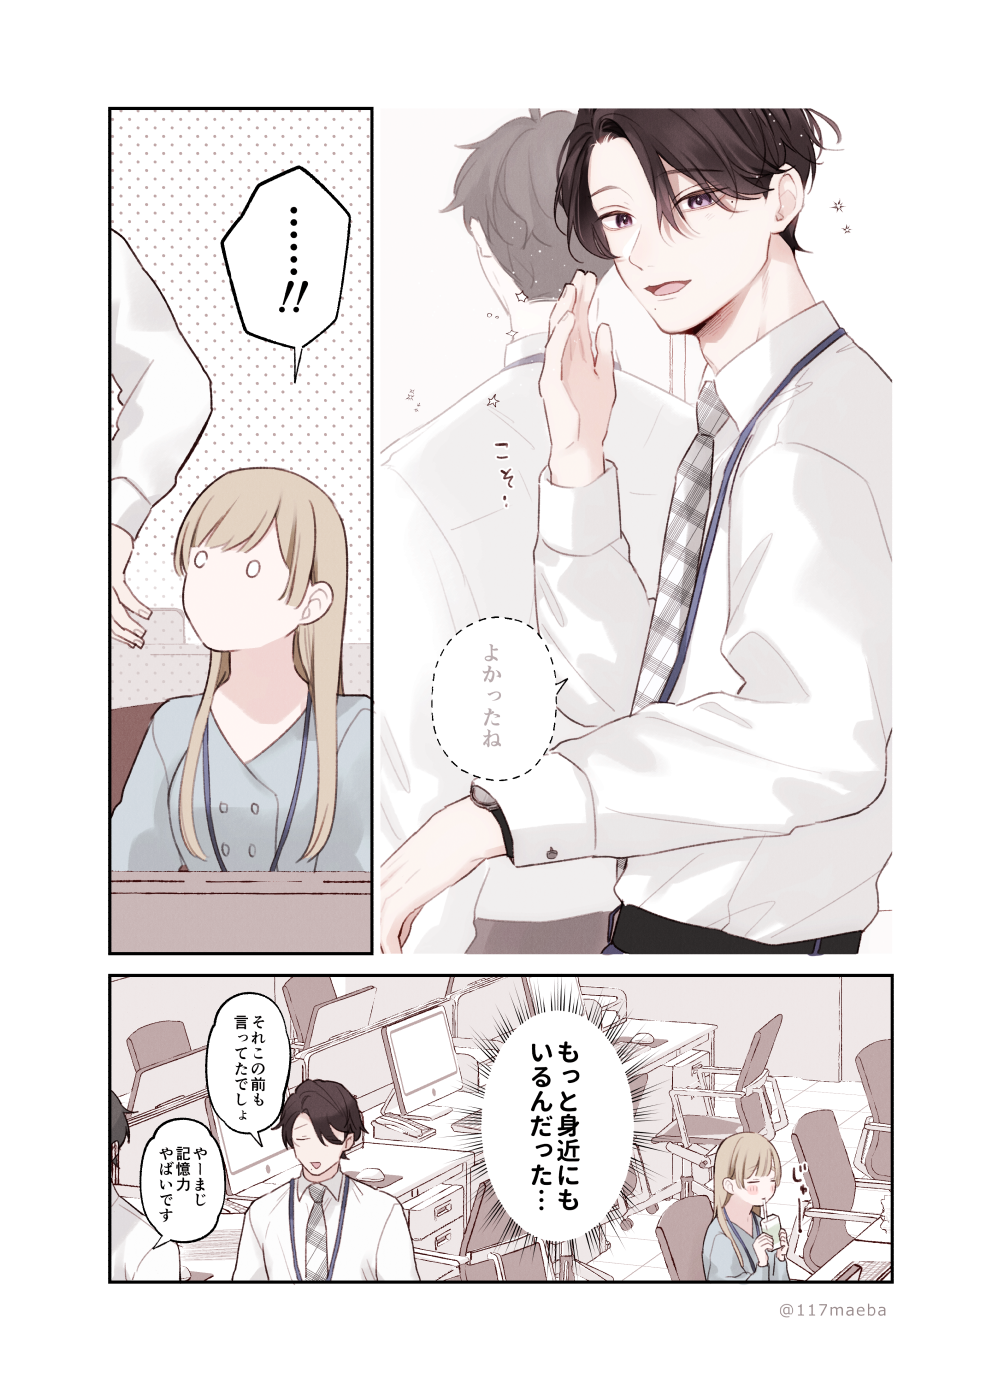 こそ・
よかったね
………!!
もっと身近にも
いるんだった…
それこの前も
言ってたでしょ
やーまじ
記憶力
やばいです
じゅー
@117maeba